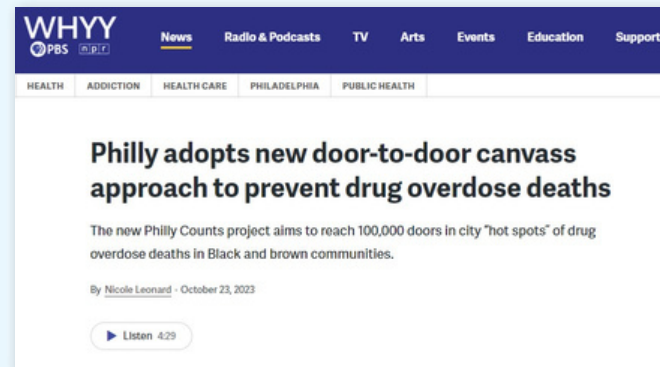 WHYY
PBS npr
News Radio & Podcasts TV Arts Events Education Support
HEALTH ADDICTION HEALTH CARE PHILADELPHIA PUBLIC HEALTH
Philly adopts new door-to-door canvass
approach to prevent drug overdose deaths
The new Philly Counts project aims to reach 100,000 doors in city "hot spots" of drug
overdose deaths in Black and brown communities.
By Nicole Leonard · October 23, 2023
Listen 4:29